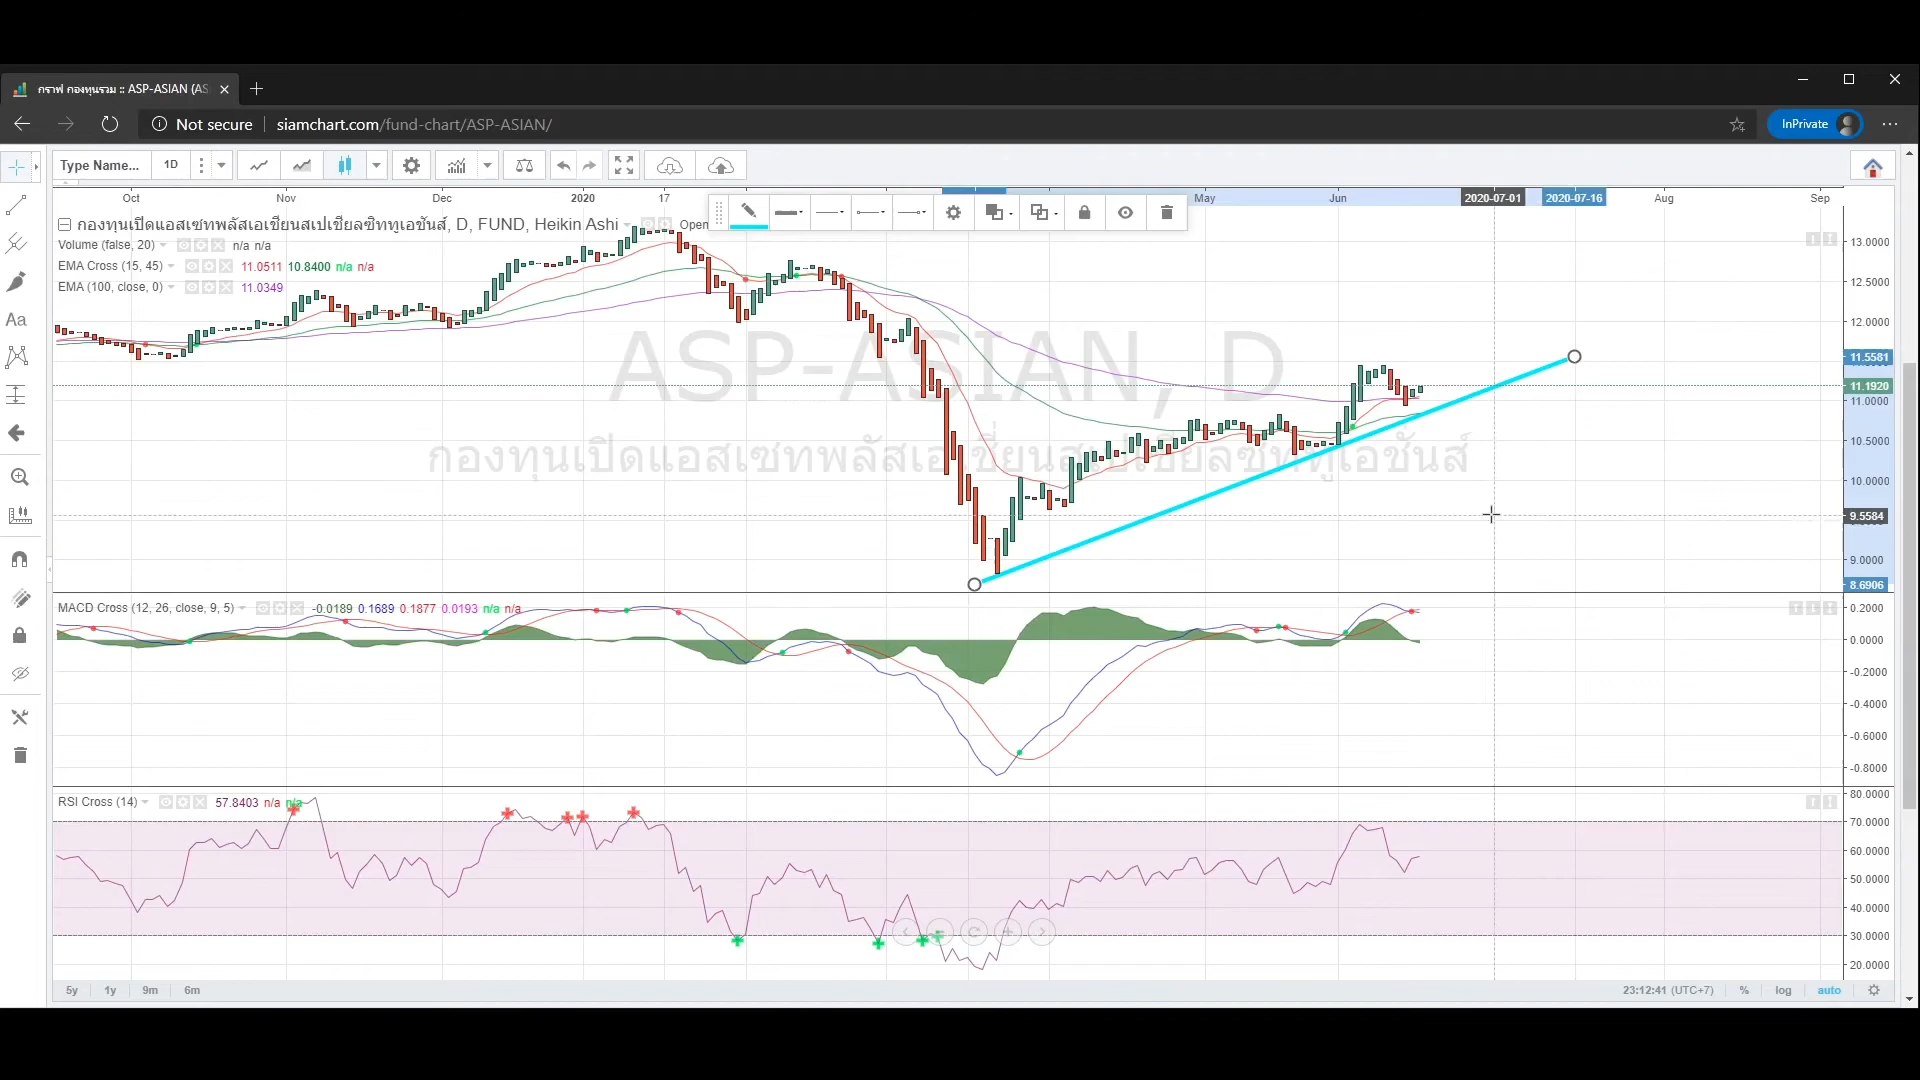 กราฟ กองทุนรวม :: ASP-ASIAN (AS
Not secure siamchart.com/fund-chart/ASP-ASIAN/ InPrivate
Type Name... 1D
Oct Nov Dec 2020 17 May Jun 2020-07-01 2020-07-16 Aug Sep
กองทุนเปิดแอสเซทพลัสเอเชียนสเปเชียลซิททูเอชันส์, D, FUND, Heikin Ashi Open
Volume (false, 20) n/a n/a
EMA Cross (15, 45) 11.0511 10.8400 n/a n/a
EMA (100, close, 0) 11.0349
ASP-ASIAN, D
กองทุนเปิดแอสเซทพลัสเอเชียนสเปเชียลซิททูเอชันส์
13.0000
12.5000
12.0000
11.5581
11.1920
11.0000
10.5000
10.0000
9.5584
9.0000
8.6906
MACD Cross (12, 26, close, 9, 5) -0.0189 0.1689 0.1877 0.0193 n/a n/a
0.2000
0.0000
-0.2000
-0.4000
-0.6000
-0.8000
RSI Cross (14) 57.8403 n/a n/a
80.0000
70.0000
60.0000
50.0000
40.0000
30.0000
20.0000
5y 1y 9m 6m 23:12:41 (UTC+7) % log auto